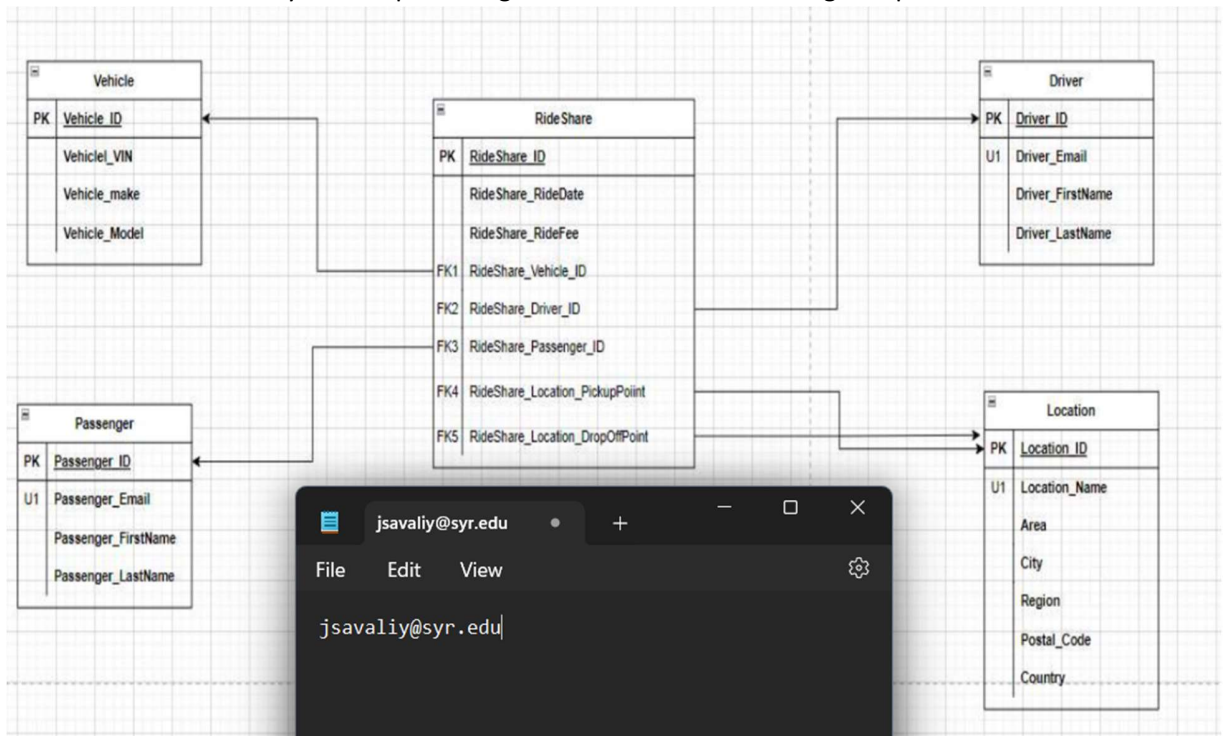 Vehicle
PK Vehicle_ID
Vehiclel_VIN
Vehicle_make
Vehicle_Model
RideShare
PK RideShare_ID
RideShare_RideDate
RideShare_RideFee
FK1 RideShare_Vehicle_ID
FK2 RideShare_Driver_ID
FK3 RideShare_Passenger_ID
FK4 RideShare_Location_PickupPoiint
FK5 RideShare_Location_DropOffPoint
Driver
PK Driver_ID
U1 Driver_Email
Driver_FirstName
Driver_LastName
Passenger
PK Passenger_ID
U1 Passenger_Email
Passenger_FirstName
Passenger_LastName
Location
PK Location_ID
U1 Location_Name
Area
City
Region
Postal_Code
Country
jsavaliy@syr.edu
File Edit View
jsavaliy@syr.edu